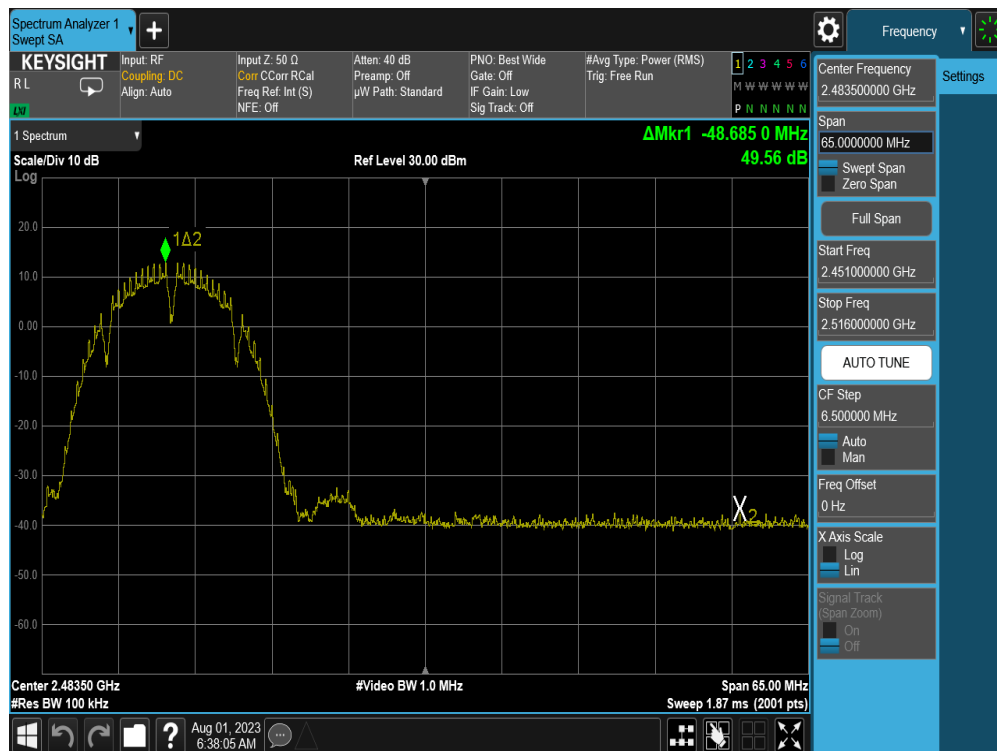 Spectrum Analyzer 1
Swept SA
Frequency
KEYSIGHT
R L
LXI
Input: RF
Coupling: DC
Align: Auto
Input Z: 50 Ω
Corr CCorr RCal
Freq Ref: Int (S)
NFE: Off
Atten: 40 dB
Preamp: Off
µW Path: Standard
PNO: Best Wide
Gate: Off
IF Gain: Low
Sig Track: Off
#Avg Type: Power (RMS)
Trig: Free Run
1 2 3 4 5 6
M W W W W W
P N N N N N
1 Spectrum
ΔMkr1 -48.685 0 MHz
Scale/Div 10 dB
Ref Level 30.00 dBm
49.56 dB
Log
20.0
10.0
0.00
-10.0
-20.0
-30.0
-40.0
-50.0
-60.0
1Δ2
X2
Center 2.48350 GHz
#Video BW 1.0 MHz
Span 65.00 MHz
#Res BW 100 kHz
Sweep 1.87 ms (2001 pts)
Center Frequency
2.483500000 GHz
Settings
Span
65.0000000 MHz
Swept Span
Zero Span
Full Span
Start Freq
2.451000000 GHz
Stop Freq
2.516000000 GHz
AUTO TUNE
CF Step
6.500000 MHz
Auto
Man
Freq Offset
0 Hz
X Axis Scale
Log
Lin
Signal Track
(Span Zoom)
On
Off
?
Aug 01, 2023
6:38:05 AM